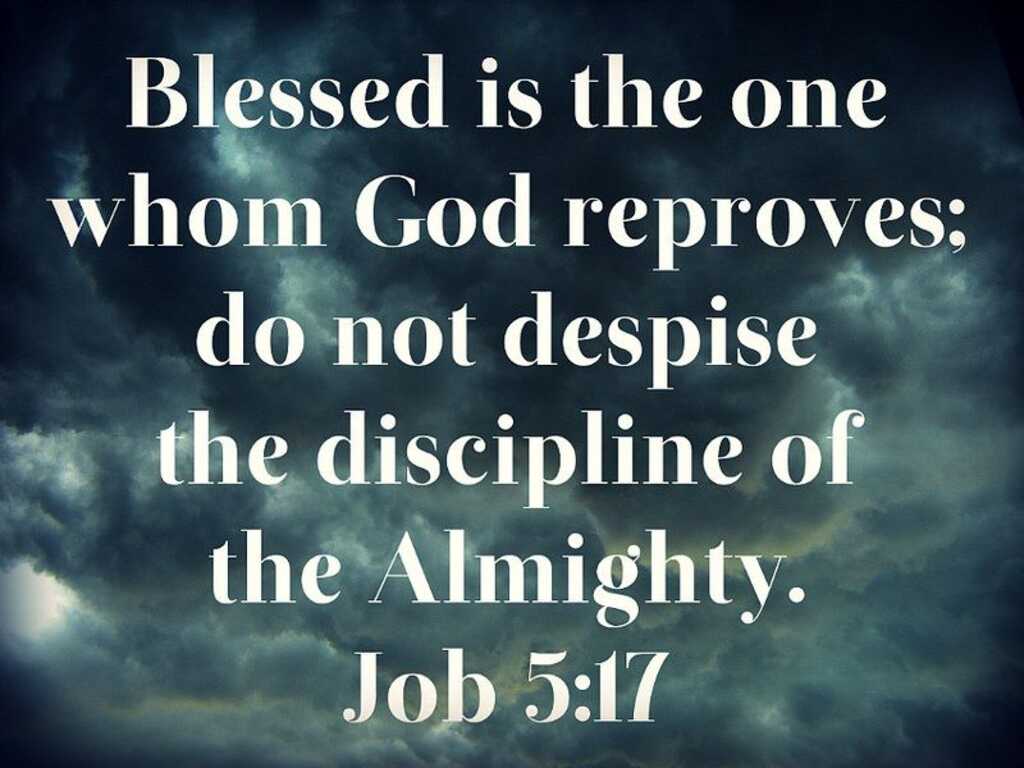 Blessed is the one
whom God reproves;
do not despise
the discipline of
the Almighty.
Job 5:17